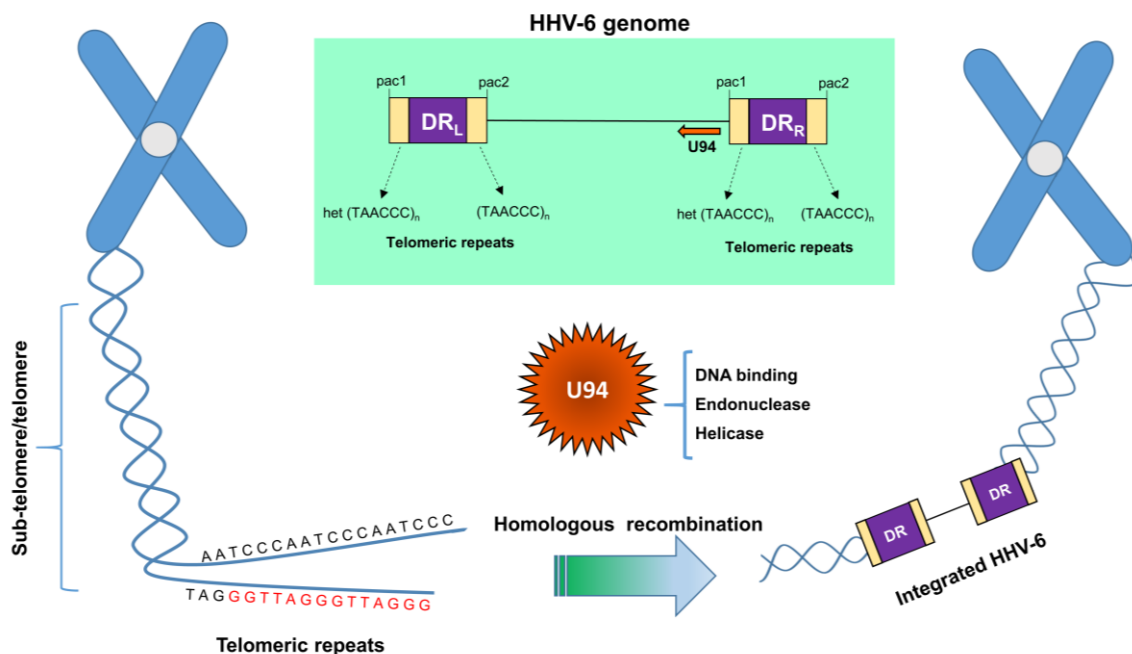 HHV-6 genome
pac1 pac2 pac1 pac2
DRL DRR
U94
het (TAACCC)n (TAACCC)n het (TAACCC)n (TAACCC)n
Telomeric repeats Telomeric repeats
Sub-telomere/telomere
U94
DNA binding
Endonuclease
Helicase
AATCCCAATCCCAATCCC
TAGGGTTAGGGTTAGGG
Telomeric repeats
Homologous recombination
DR DR
Integrated HHV-6